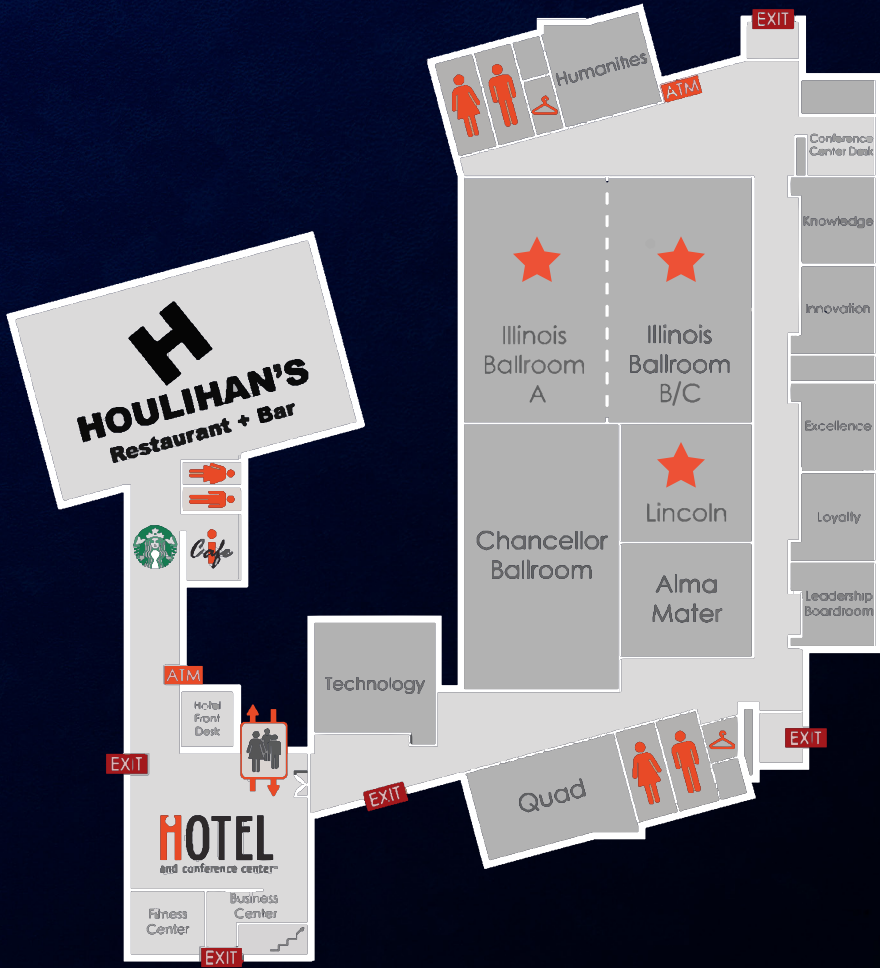 EXIT
Humanities
ATM
Conference
Center Desk
Knowledge
Innovation
Illinois
Ballroom
A
Illinois
Ballroom
B/C
H
HOULIHAN'S
Restaurant + Bar
Excellence
Lincoln
Loyalty
Chancellor
Ballroom
Cafe
Alma
Mater
Leadership
Boardroom
ATM
Technology
Hotel
Front
Desk
EXIT
EXIT
EXIT
Quad
HOTEL
and conference center
Fitness
Center
Business
Center
EXIT